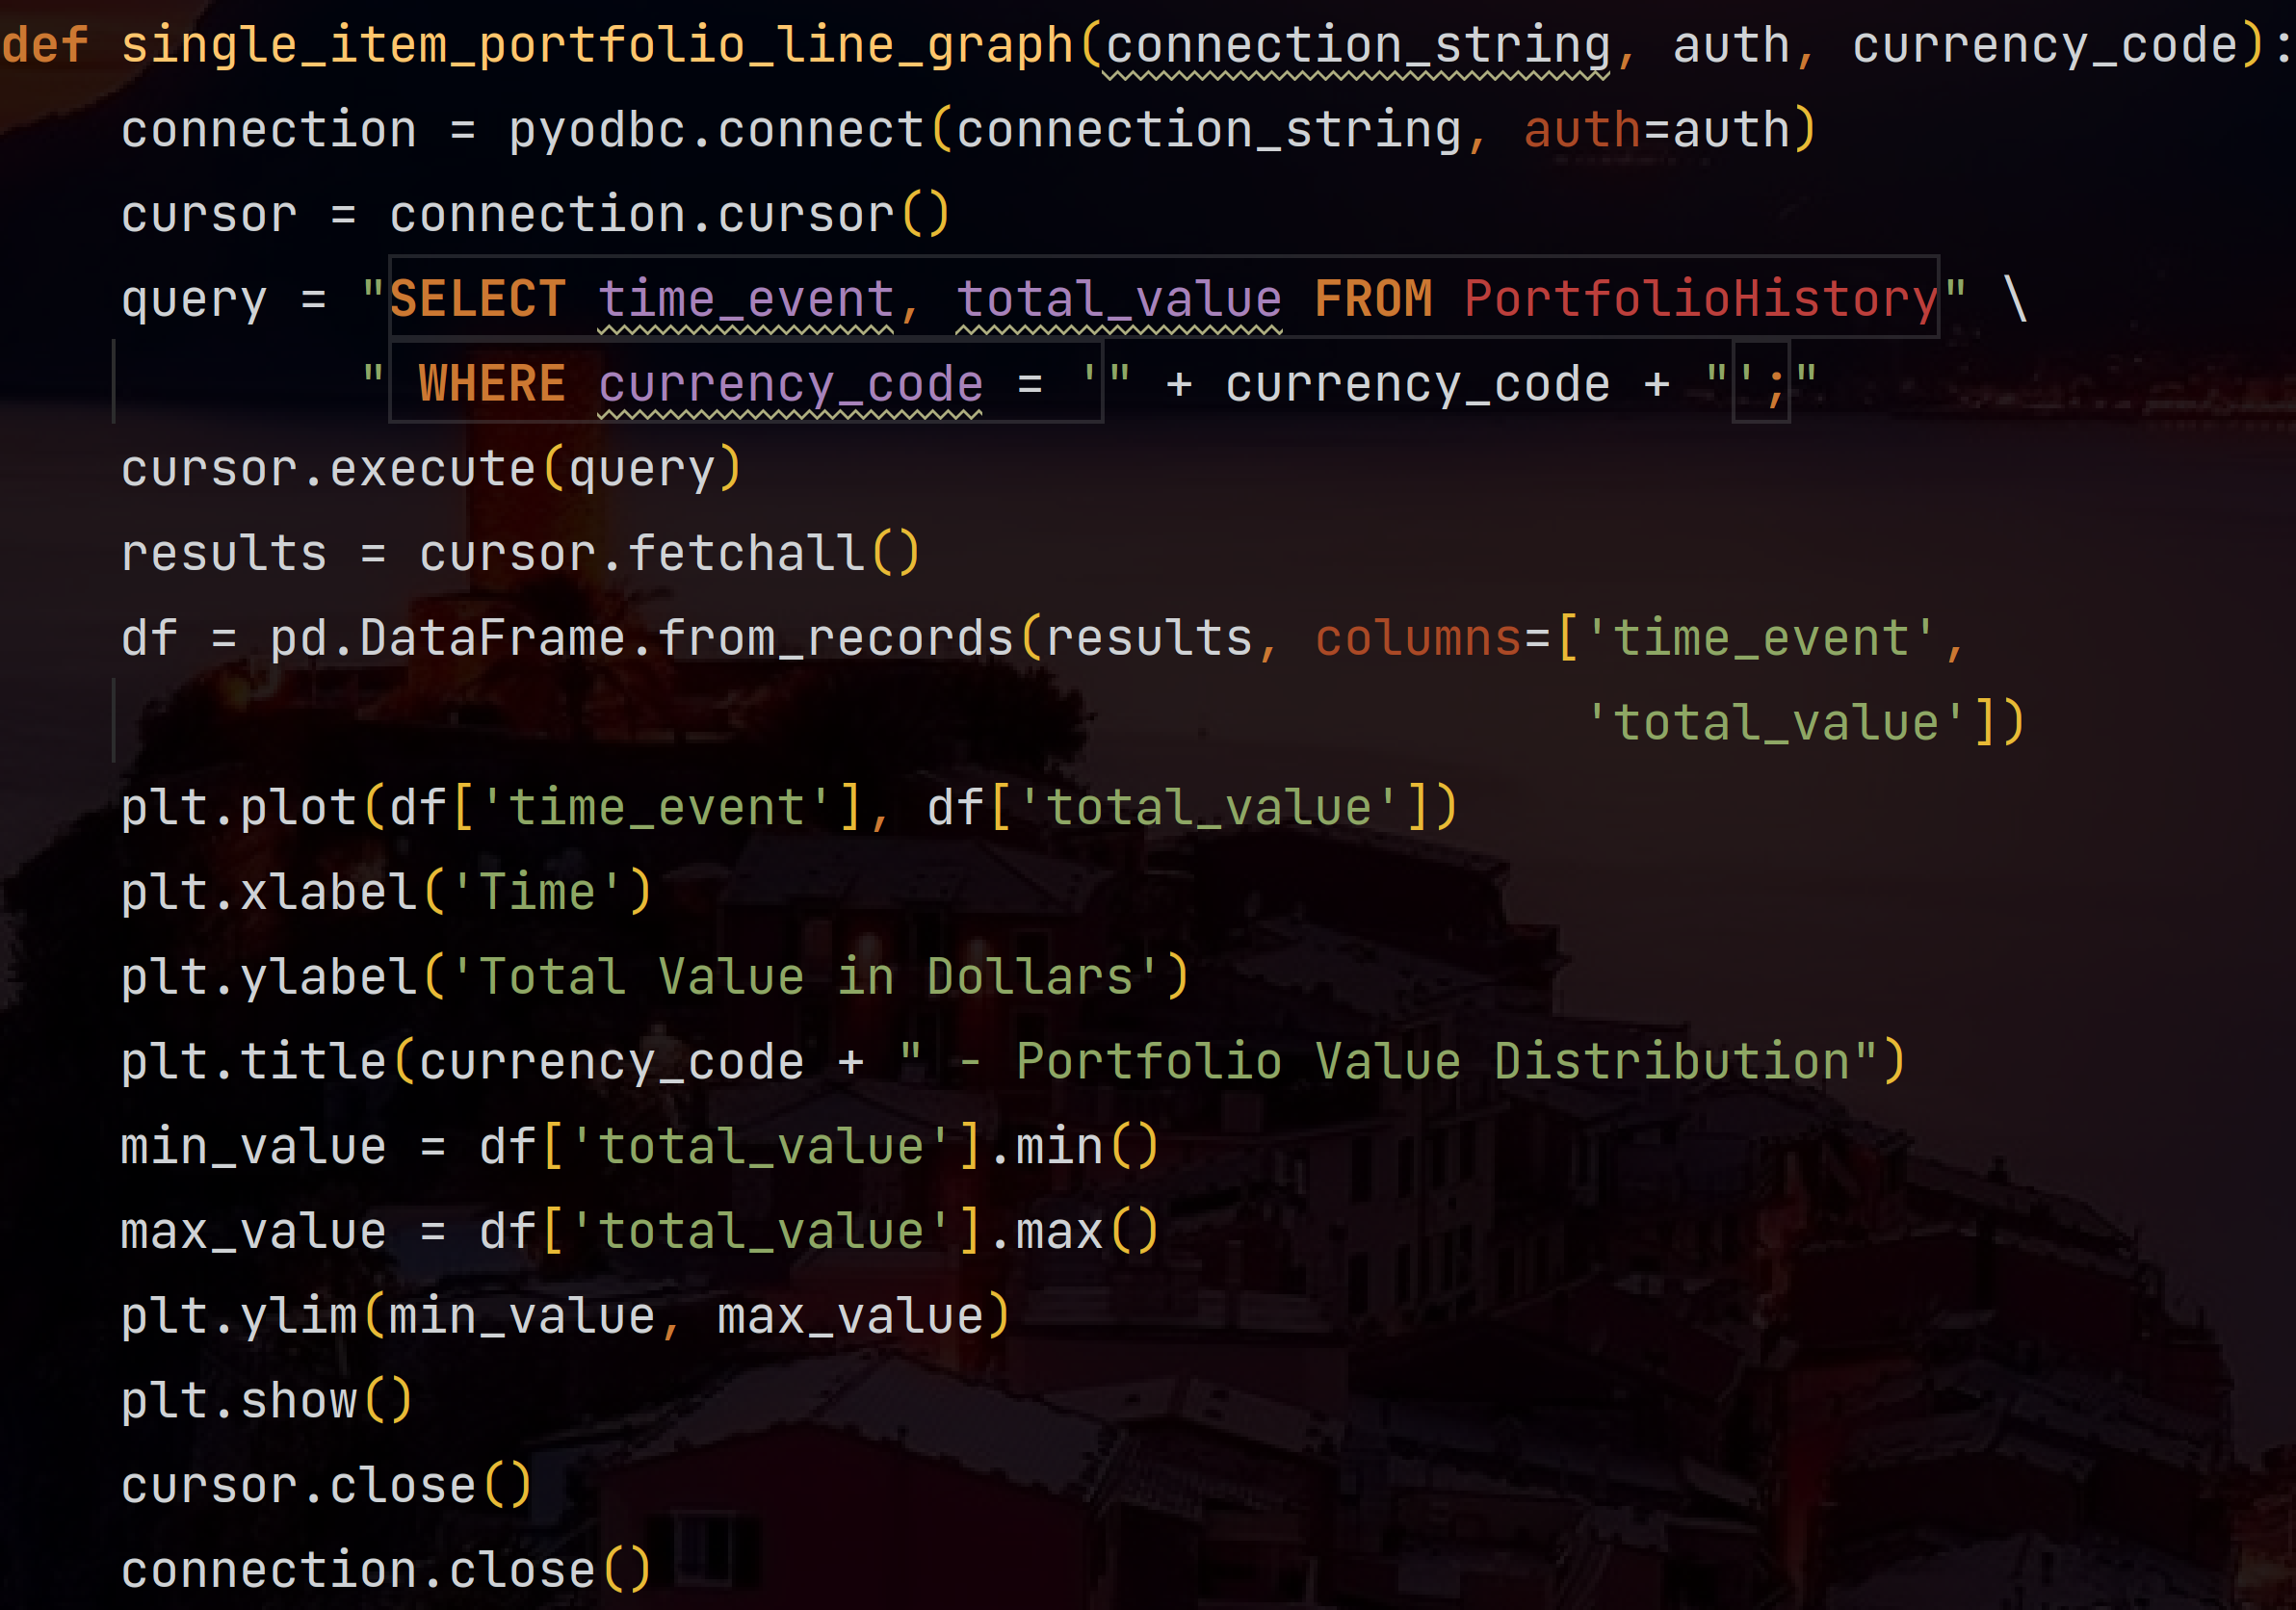 def single_item_portfolio_line_graph(connection_string, auth, currency_code):
    connection = pyodbc.connect(connection_string, auth=auth)
    cursor = connection.cursor()
    query = "SELECT time_event, total_value FROM PortfolioHistory" \
            " WHERE currency_code = '" + currency_code + "';"
    cursor.execute(query)
    results = cursor.fetchall()
    df = pd.DataFrame.from_records(results, columns=['time_event',
                                                     'total_value'])
    plt.plot(df['time_event'], df['total_value'])
    plt.xlabel('Time')
    plt.ylabel('Total Value in Dollars')
    plt.title(currency_code + " - Portfolio Value Distribution")
    min_value = df['total_value'].min()
    max_value = df['total_value'].max()
    plt.ylim(min_value, max_value)
    plt.show()
    cursor.close()
    connection.close()